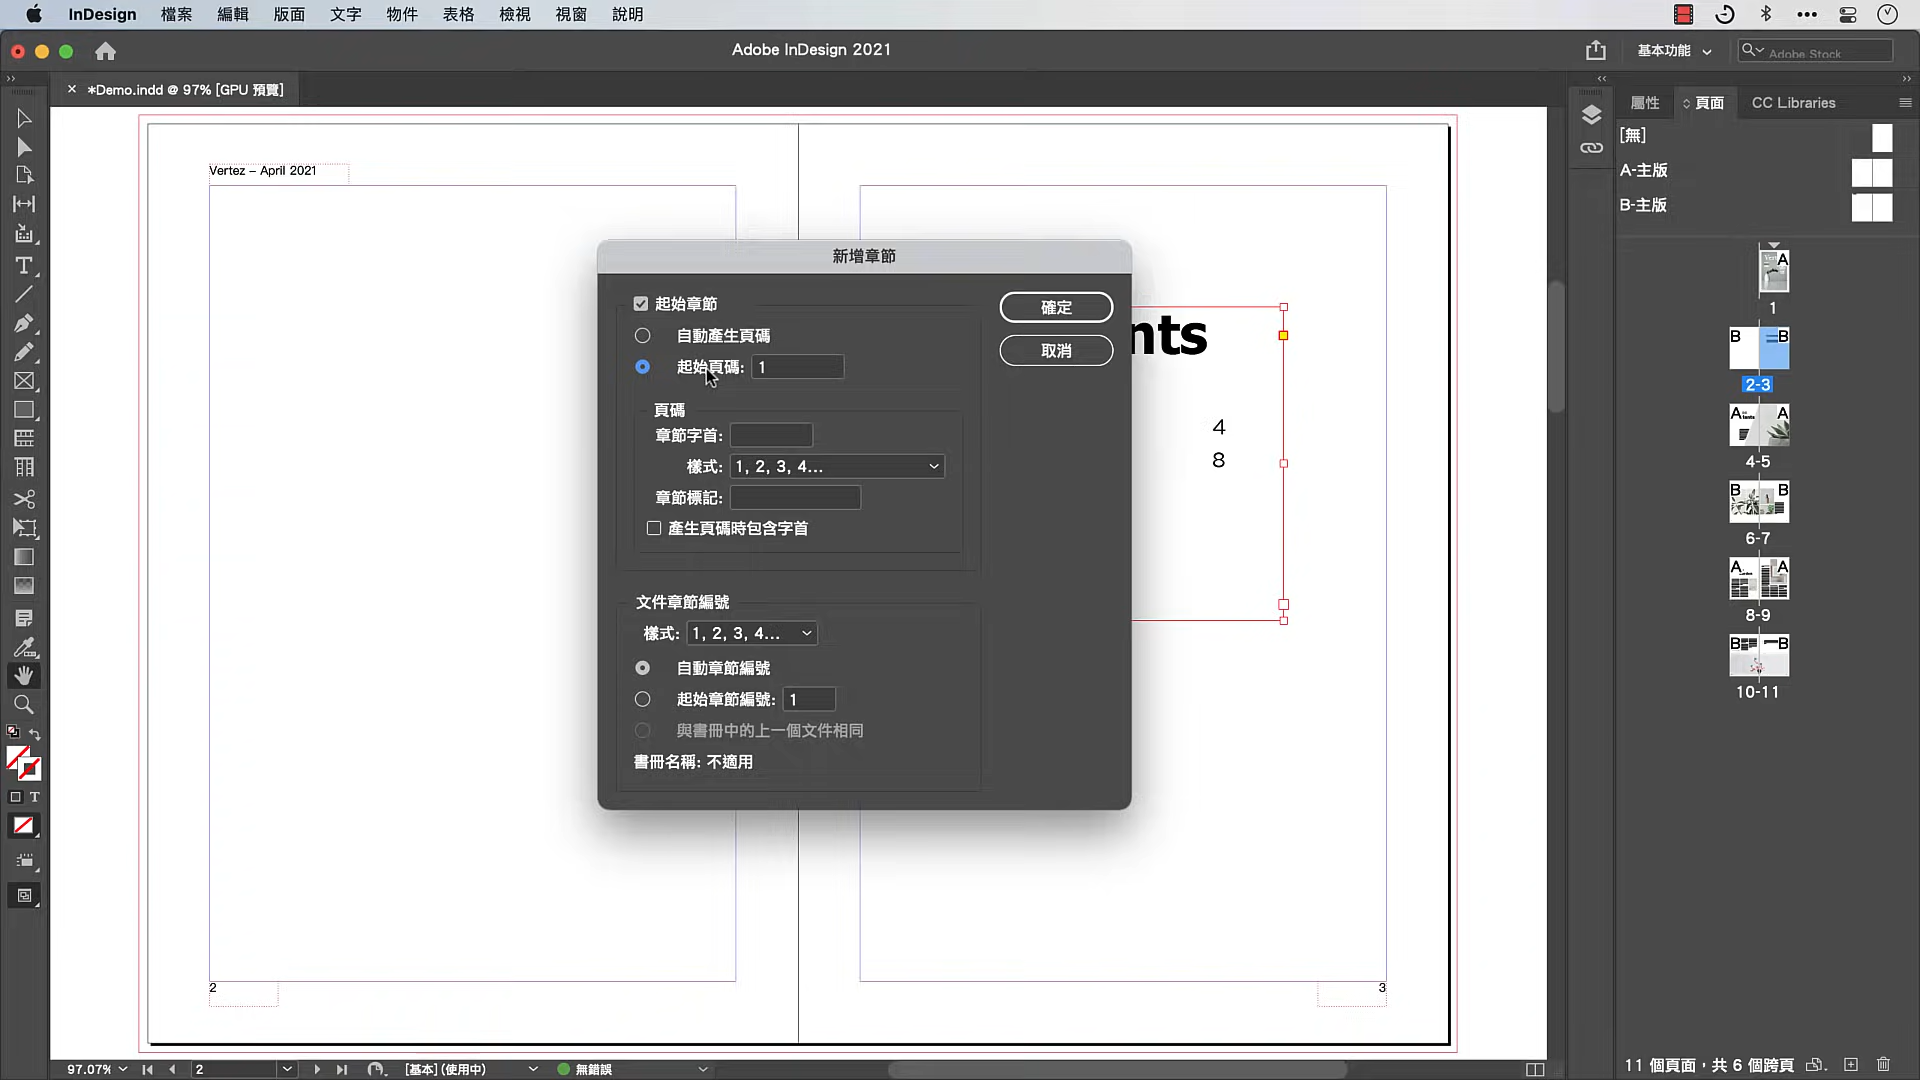 InDesign 檔案 編輯 版面 文字 物件 表格 檢視 視窗 說明
Adobe InDesign 2021
基本功能
Adobe Stock
*Demo.indd @ 97% [GPU 預覽]
屬性 頁面 CC Libraries
[無]
A-主版
B-主版
Vertez – April 2021
nts
4
8
2
3
新增章節
起始章節
確定
自動產生頁碼
取消
起始頁碼: 1
頁碼
章節字首:
樣式: 1, 2, 3, 4...
章節標記:
產生頁碼時包含字首
文件章節編號
樣式: 1, 2, 3, 4...
自動章節編號
起始章節編號: 1
與書冊中的上一個文件相同
書冊名稱: 不適用
A
1
B B
2-3
A A
4-5
B B
6-7
A A
8-9
B B
10-11
97.07% 2 [基本] (使用中) 無錯誤
11 個頁面，共 6 個跨頁